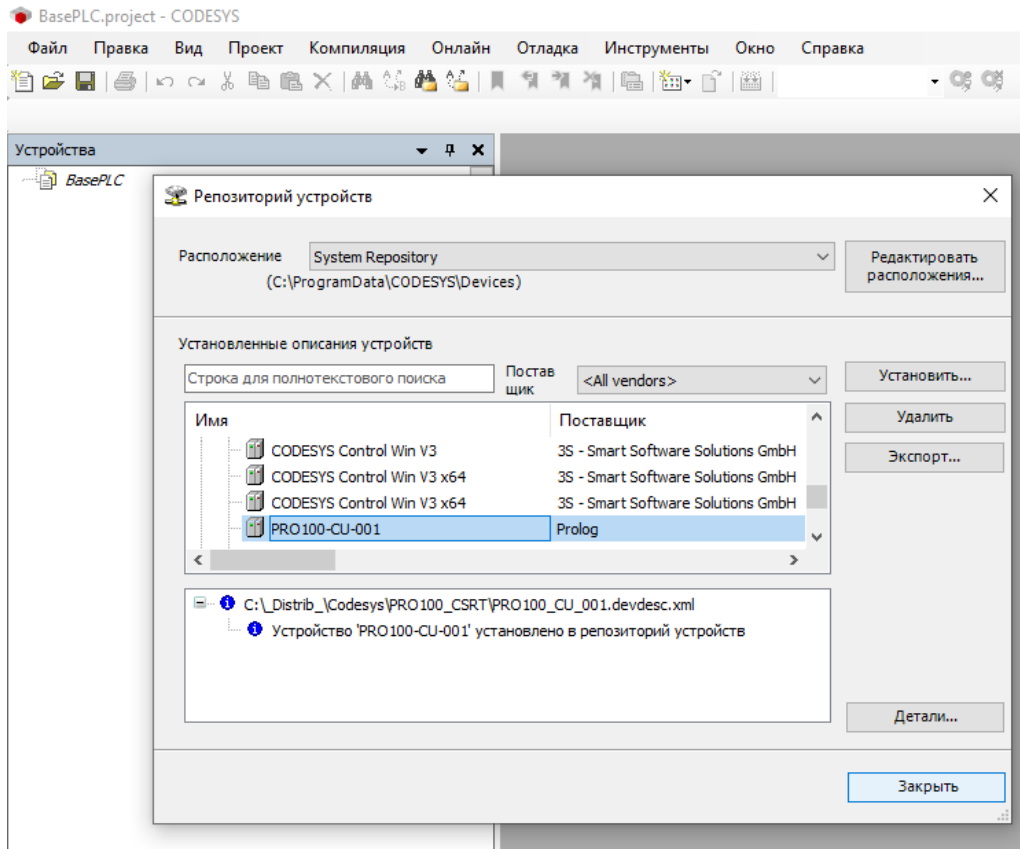 BasePLC.project - CODESYS
Файл Правка Вид Проект Компиляция Онлайн Отладка Инструменты Окно Справка
Устройства
BasePLC
Репозиторий устройств
Расположение System Repository
(C:\ProgramData\CODESYS\Devices)
Редактировать
расположения...
Установленные описания устройств
Строка для полнотекстового поиска
Постав
щик
<All vendors>
Установить...
Имя Поставщик
Удалить
CODESYS Control Win V3 3S - Smart Software Solutions GmbH
Экспорт...
CODESYS Control Win V3 x64 3S - Smart Software Solutions GmbH
CODESYS Control Win V3 x64 3S - Smart Software Solutions GmbH
PRO100-CU-001 Prolog
C:\_Distrib_\Codesys\PRO100_CSRT\PRO100_CU_001.devdesc.xml
Устройство 'PRO100-CU-001' установлено в репозиторий устройств
Детали...
Закрыть